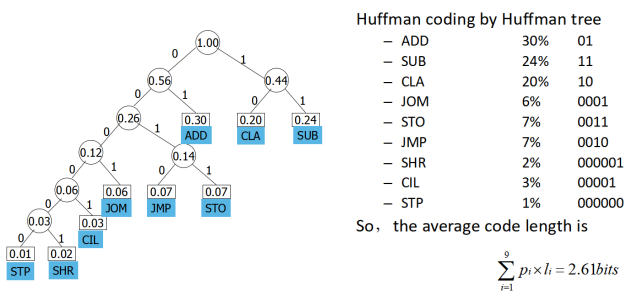 Huffman coding by Huffman tree
– ADD 30% 01
– SUB 24% 11
– CLA 20% 10
– JOM 6% 0001
– STO 7% 0011
– JMP 7% 0010
– SHR 2% 000001
– CIL 3% 00001
– STP 1% 000000
So，the average code length is
9
∑ pi×li = 2.61bits
i=1
1.00
0 1
0.56 0.44
0 1 0 1
0.26 0.30 0.20 0.24
ADD CLA SUB
0 1
0.12 0.14
0 1 0 1
0.06 0.06 0.07 0.07
JOM JMP STO
0 1
0.03 0.03
CIL
0 1
0.01 0.02
STP SHR